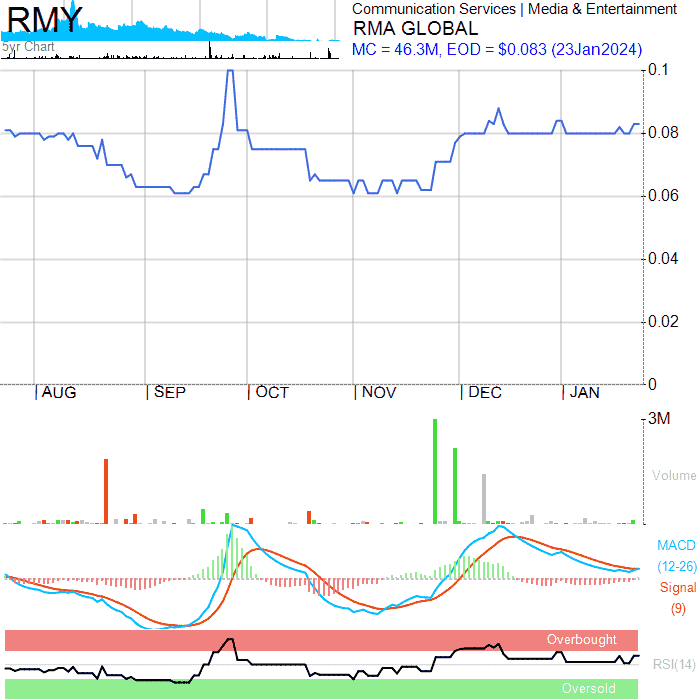 RMY
Communication Services | Media & Entertainment
RMA GLOBAL
5yr Chart
MC = 46.3M, EOD = $0.083 (23Jan2024)
0.1
0.08
0.06
0.04
0.02
0
AUG SEP OCT NOV DEC JAN
3M
Volume
MACD
(12-26)
Signal
(9)
Overbought
RSI(14)
Oversold